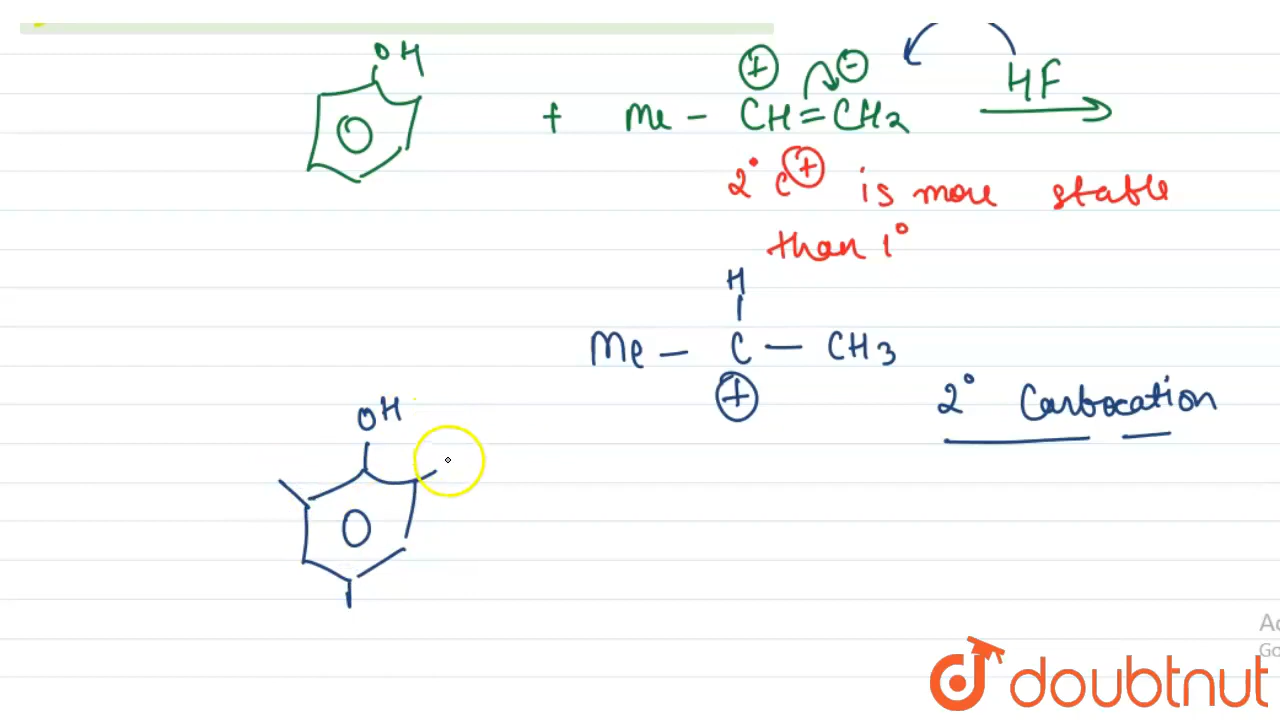 OH
+ Me - CH = CH2 HF
+ -
2° C+ is more stable
than 1°
H
Me - C - CH3
+
2° Carbocation
OH
doubtnut